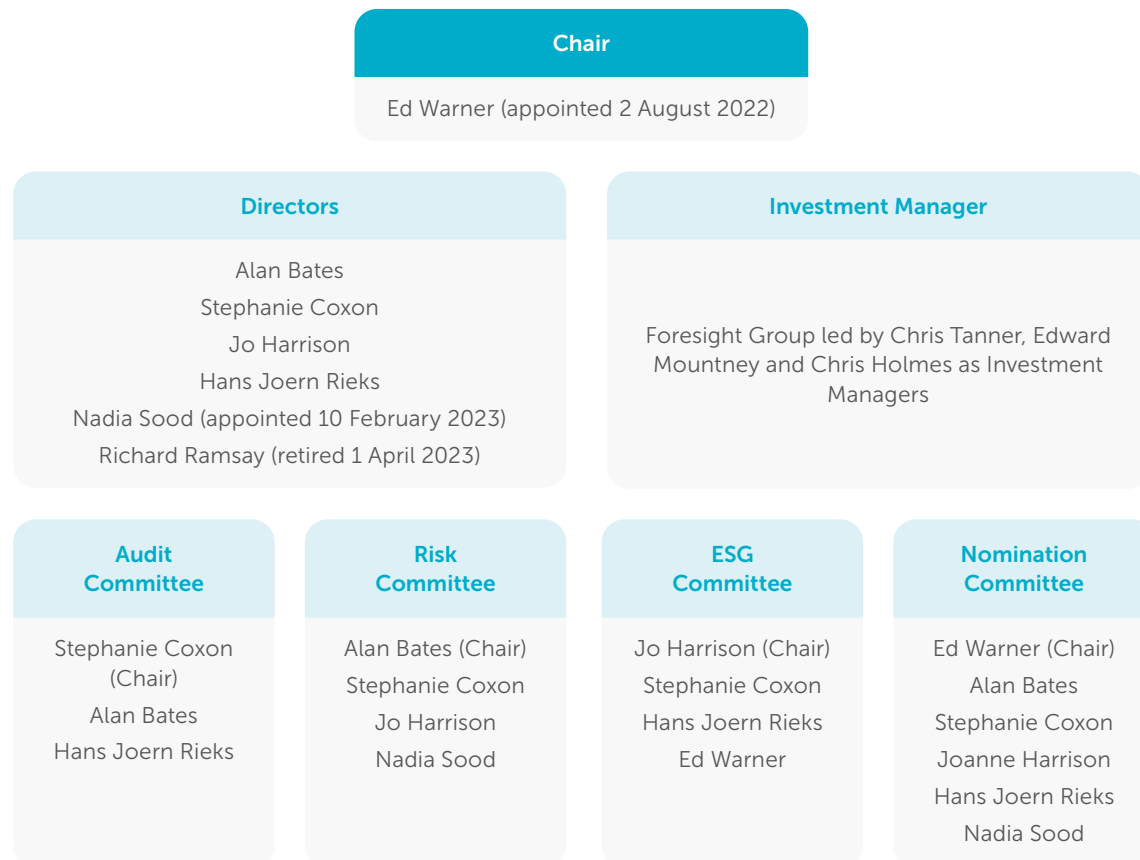 Chair
Ed Warner (appointed 2 August 2022)
Directors
Alan Bates
Stephanie Coxon
Jo Harrison
Hans Joern Rieks
Nadia Sood (appointed 10 February 2023)
Richard Ramsay (retired 1 April 2023)
Investment Manager
Foresight Group led by Chris Tanner, Edward
Mountney and Chris Holmes as Investment
Managers
Audit
Committee
Stephanie Coxon
(Chair)
Alan Bates
Hans Joern Rieks
Risk
Committee
Alan Bates (Chair)
Stephanie Coxon
Jo Harrison
Nadia Sood
ESG
Committee
Jo Harrison (Chair)
Stephanie Coxon
Hans Joern Rieks
Ed Warner
Nomination
Committee
Ed Warner (Chair)
Alan Bates
Stephanie Coxon
Joanne Harrison
Hans Joern Rieks
Nadia Sood